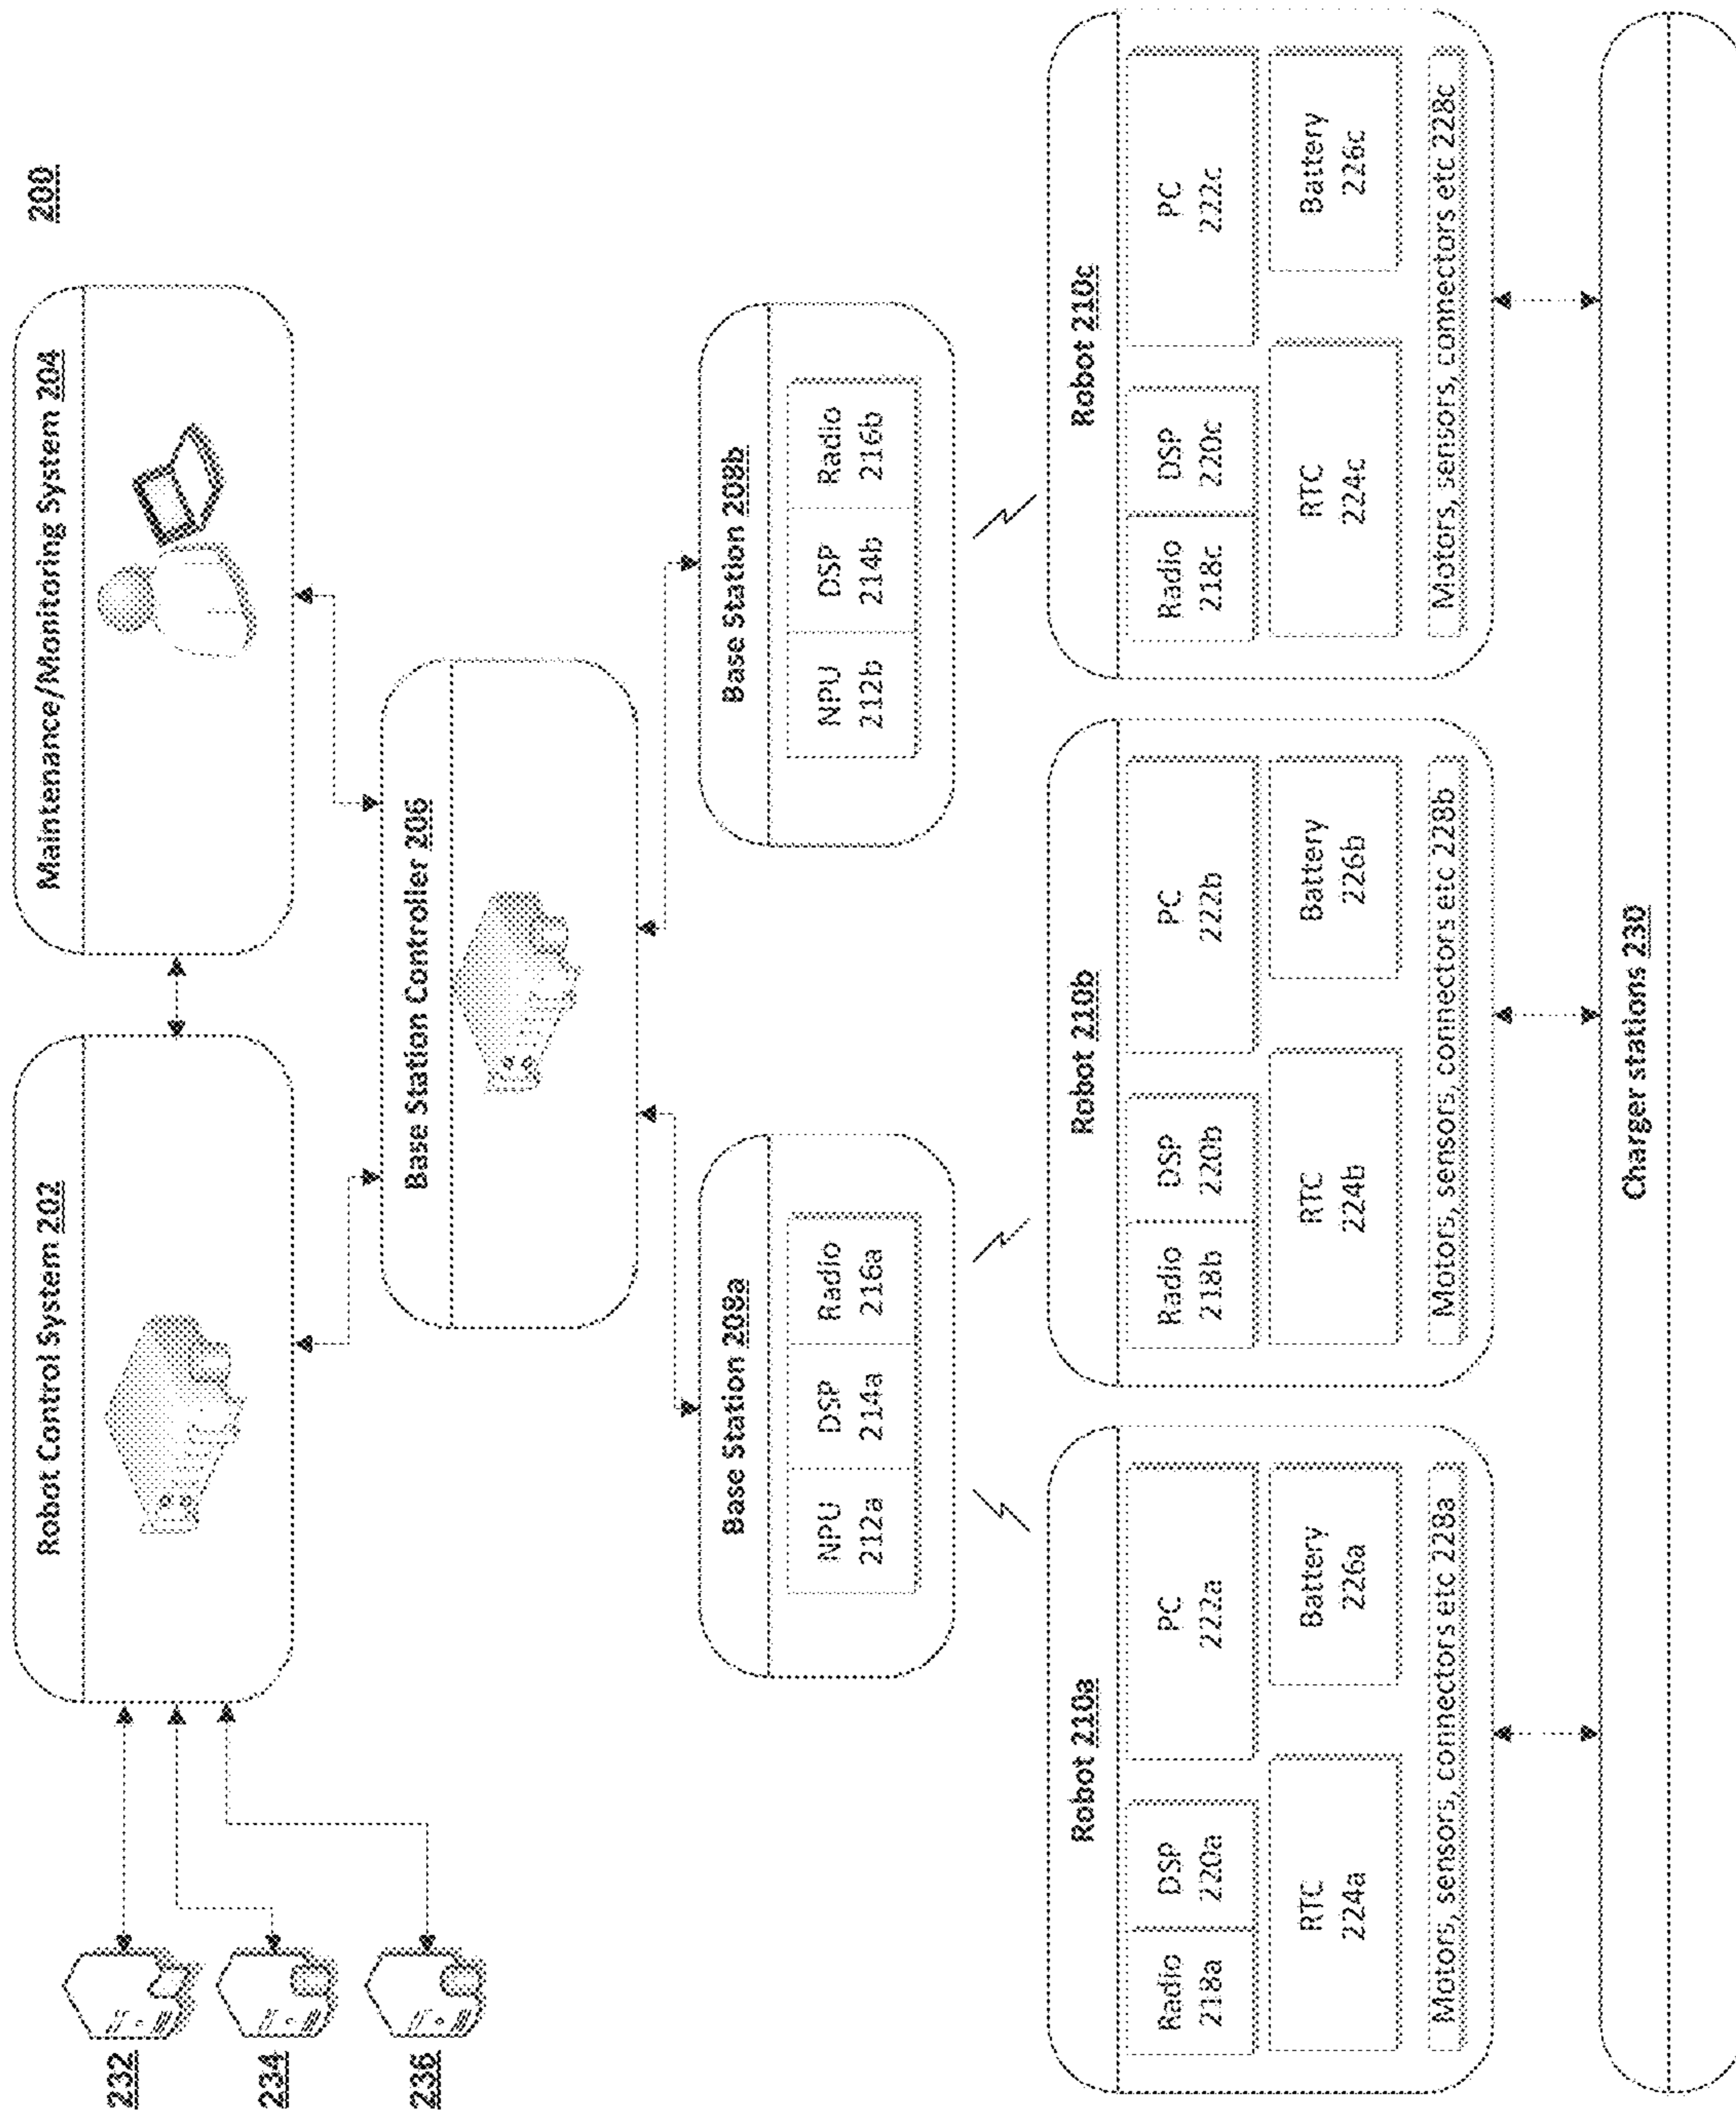 200
Robot Control System 202
Maintenance/Monitoring System 204
232
234
236
Base Station Controller 206
Base Station 208a
NPU
212a
DSP
214a
Radio
216a
Base Station 208b
NPU
212b
DSP
214b
Radio
216b
Robot 210a
Radio
218a
DSP
220a
PC
222a
RTC
224a
Battery
226a
Motors, sensors, connectors etc 228a
Robot 210b
Radio
218b
DSP
220b
PC
222b
RTC
224b
Battery
226b
Motors, sensors, connectors etc 228b
Robot 210c
Radio
218c
DSP
220c
PC
222c
RTC
224c
Battery
226c
Motors, sensors, connectors etc 228c
Charger stations 230